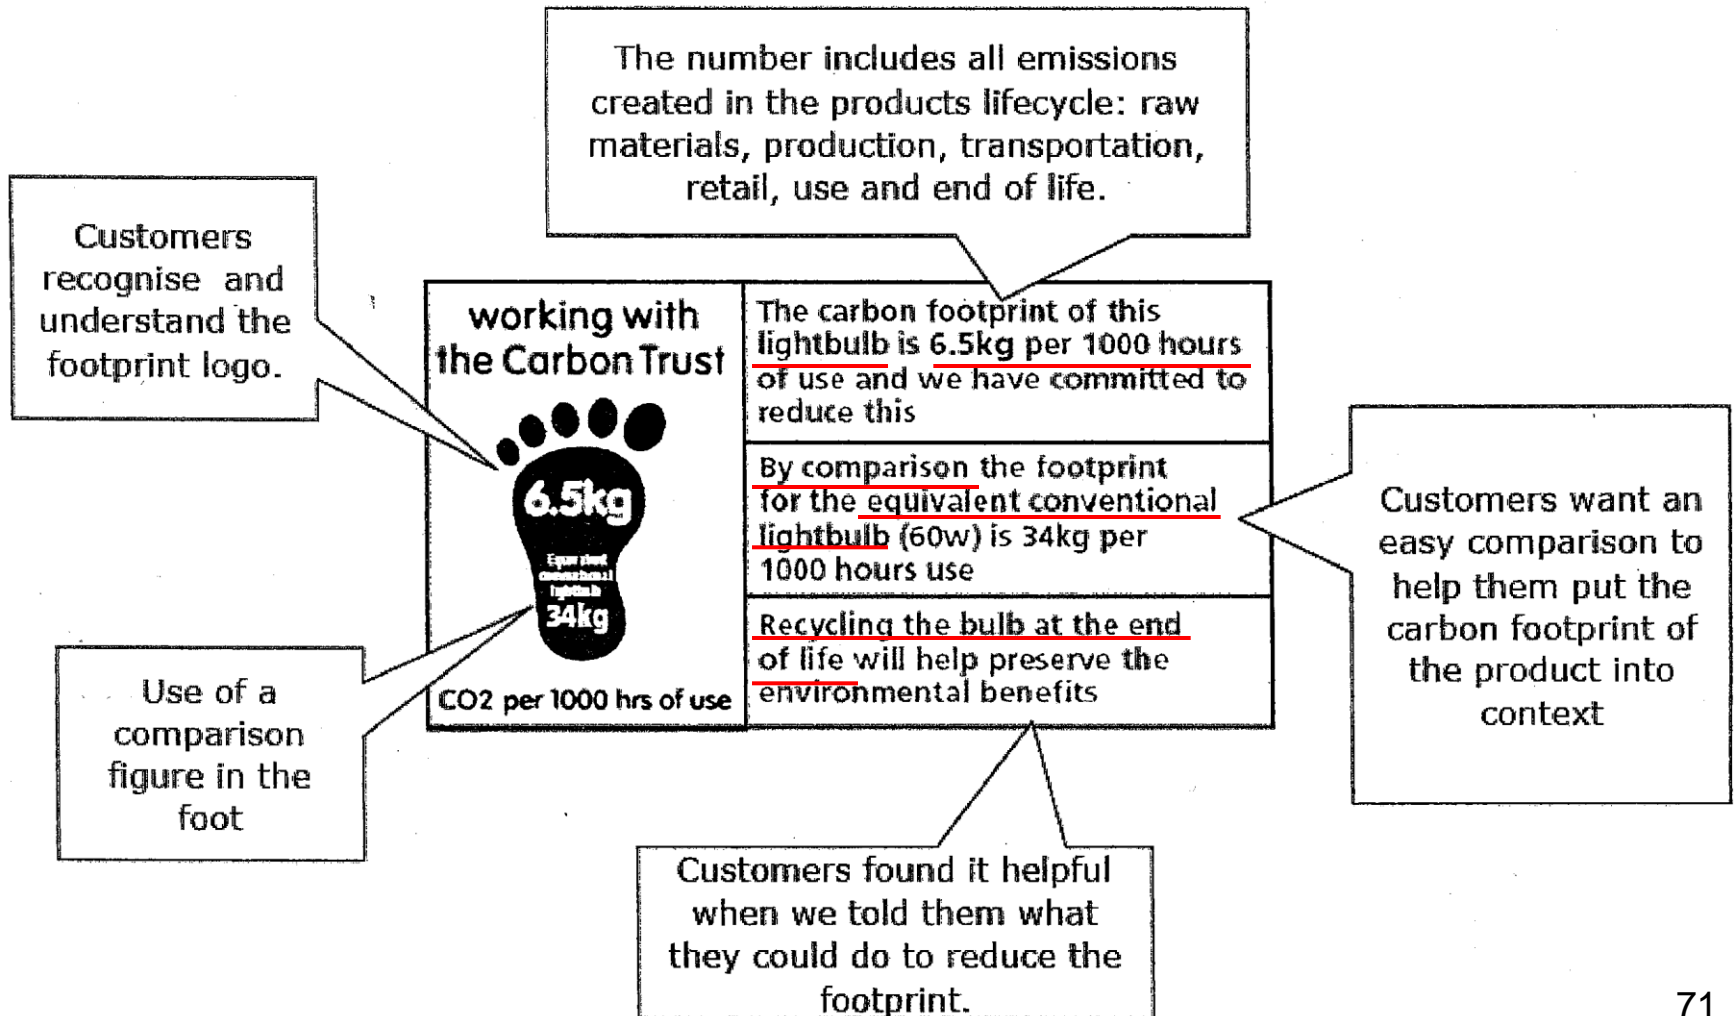 The number includes all emissions
created in the products lifecycle: raw
materials, production, transportation,
retail, use and end of life.
Customers
recognise and
understand the
footprint logo.
working with
the Carbon Trust
6.5kg
Equivalent
conventional
lightbulb
34kg
CO2 per 1000 hrs of use
The carbon footprint of this
lightbulb is 6.5kg per 1000 hours
of use and we have committed to
reduce this
By comparison the footprint
for the equivalent conventional
lightbulb (60w) is 34kg per
1000 hours use
Recycling the bulb at the end
of life will help preserve the
environmental benefits
Customers want an
easy comparison to
help them put the
carbon footprint of
the product into
context
Use of a
comparison
figure in the
foot
Customers found it helpful
when we told them what
they could do to reduce the
footprint.
71